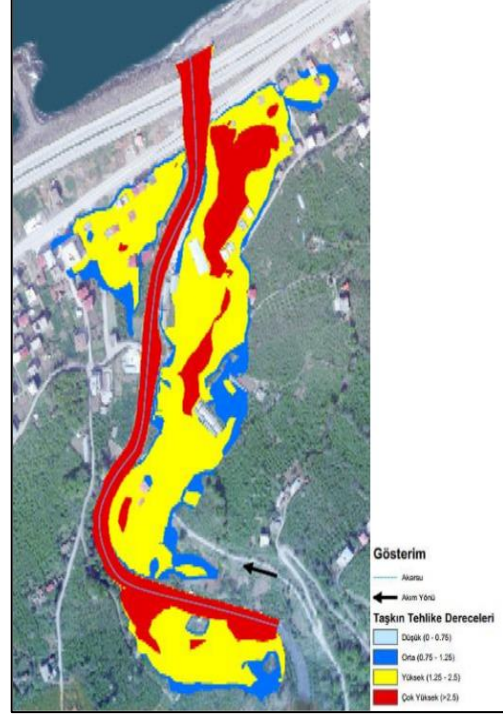 Gösterim
Akarsu
Akım Yönü
Taşkın Tehlike Dereceleri
Düşük (0 - 0.75)
Orta (0.75 - 1.25)
Yüksek (1.25 - 2.5)
Çok Yüksek (>2.5)